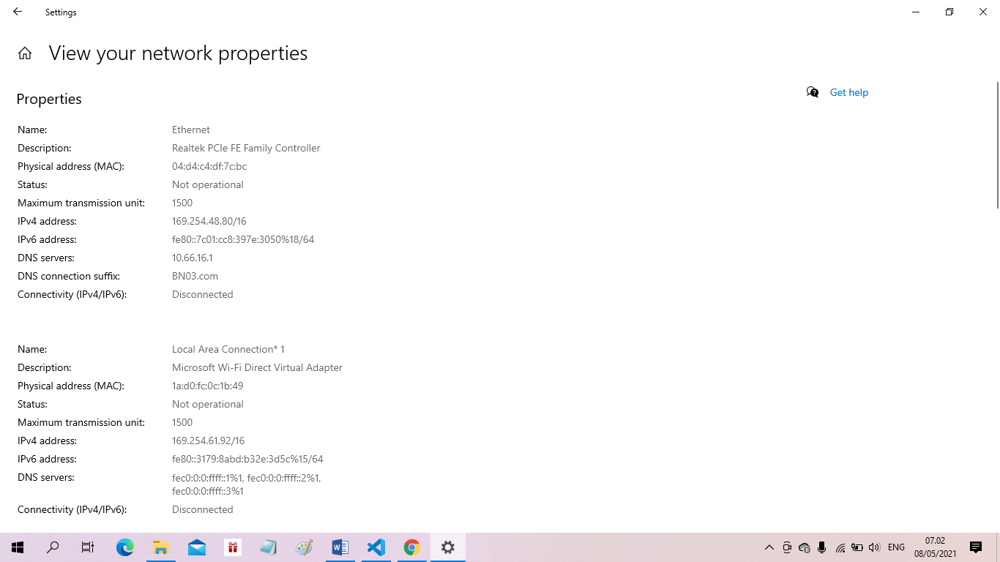 Settings
View your network properties
Properties
Get help
Name: Ethernet
Description: Realtek PCIe FE Family Controller
Physical address (MAC): 04:d4:c4:df:7c:bc
Status: Not operational
Maximum transmission unit: 1500
IPv4 address: 169.254.48.80/16
IPv6 address: fe80::7c01:cc8:397e:3050%18/64
DNS servers: 10.66.16.1
DNS connection suffix: BN03.com
Connectivity (IPv4/IPv6): Disconnected
Name: Local Area Connection* 1
Description: Microsoft Wi-Fi Direct Virtual Adapter
Physical address (MAC): 1a:d0:fc:0c:1b:49
Status: Not operational
Maximum transmission unit: 1500
IPv4 address: 169.254.61.92/16
IPv6 address: fe80::3179:8abd:b32e:3d5c%15/64
DNS servers: fec0:0:0:ffff::1%1, fec0:0:0:ffff::2%1,
fec0:0:0:ffff::3%1
Connectivity (IPv4/IPv6): Disconnected
ENG
07.02
08/05/2021